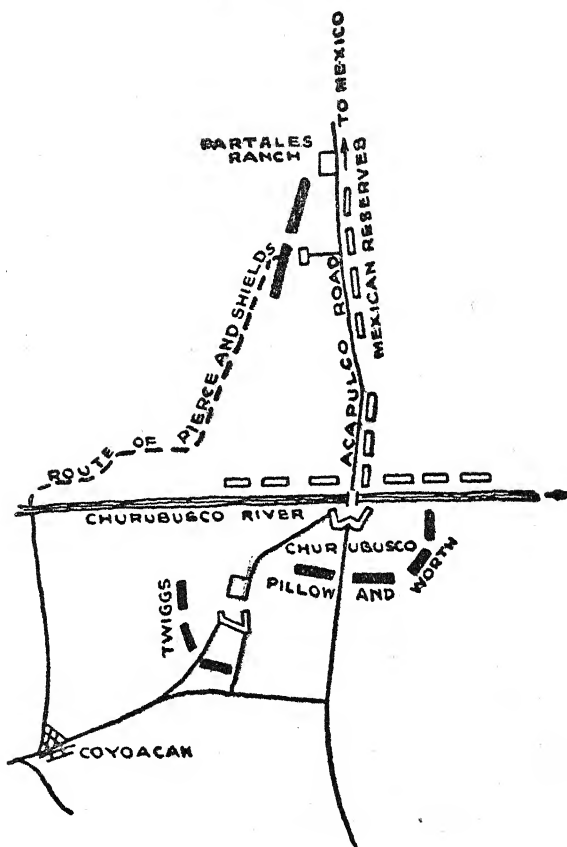 TO MEXICO
PARTALES
RANCH
MEXICAN RESERVES
ACAPULCO ROAD
ROUTE OF PIERCE AND SHIELDS
CHURUBUSCO RIVER
CHURUBUSCO
PILLOW AND WORTH
TWIGGS
COYOACAN